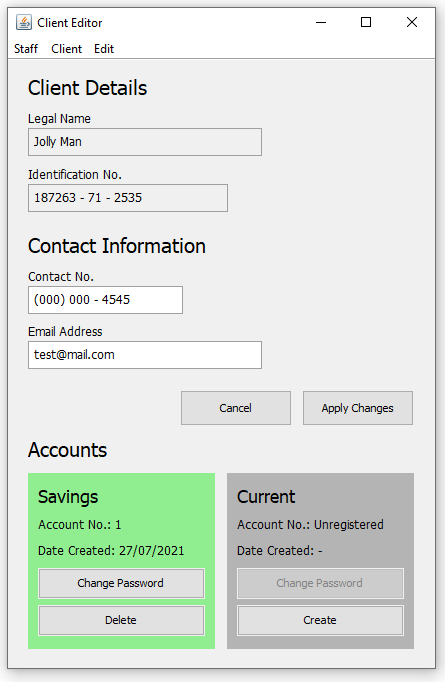 Client Editor
Staff Client Edit
Client Details
Legal Name
Jolly Man
Identification No.
187263 - 71 - 2535
Contact Information
Contact No.
(000) 000 - 4545
Email Address
test@mail.com
Cancel Apply Changes
Accounts
Savings
Account No.: 1
Date Created: 27/07/2021
Change Password
Delete
Current
Account No.: Unregistered
Date Created: -
Change Password
Create